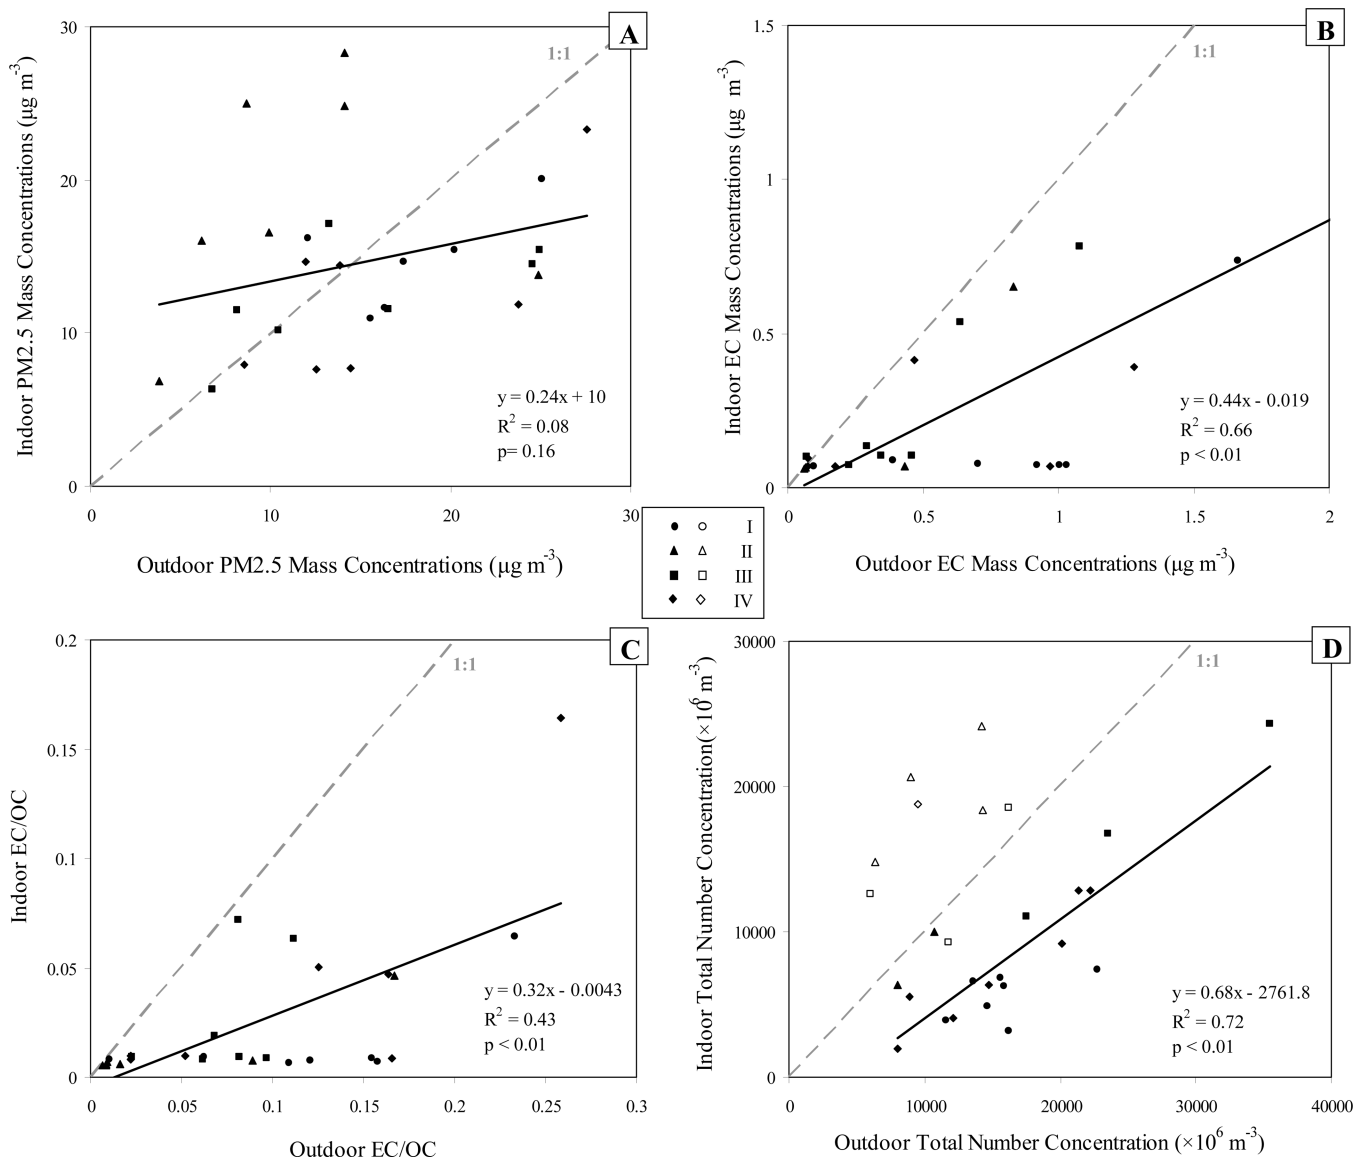 A
30
20
10
0
0
10
20
30
1:1
y = 0.24x + 10
R² = 0.08
p= 0.16
Indoor PM2.5 Mass Concentrations (μg m⁻³)
Outdoor PM2.5 Mass Concentrations (μg m⁻³)
B
1.5
1
0.5
0
0
0.5
1
1.5
2
1:1
y = 0.44x - 0.019
R² = 0.66
p < 0.01
Indoor EC Mass Concentrations (μg m⁻³)
Outdoor EC Mass Concentrations (μg m⁻³)
I
II
III
IV
C
0.2
0.15
0.1
0.05
0
0
0.05
0.1
0.15
0.2
0.25
0.3
1:1
y = 0.32x - 0.0043
R² = 0.43
p < 0.01
Indoor EC/OC
Outdoor EC/OC
D
30000
20000
10000
0
0
10000
20000
30000
40000
1:1
y = 0.68x - 2761.8
R² = 0.72
p < 0.01
Indoor Total Number Concentration(×10⁶ m⁻³)
Outdoor Total Number Concentration (×10⁶ m⁻³)